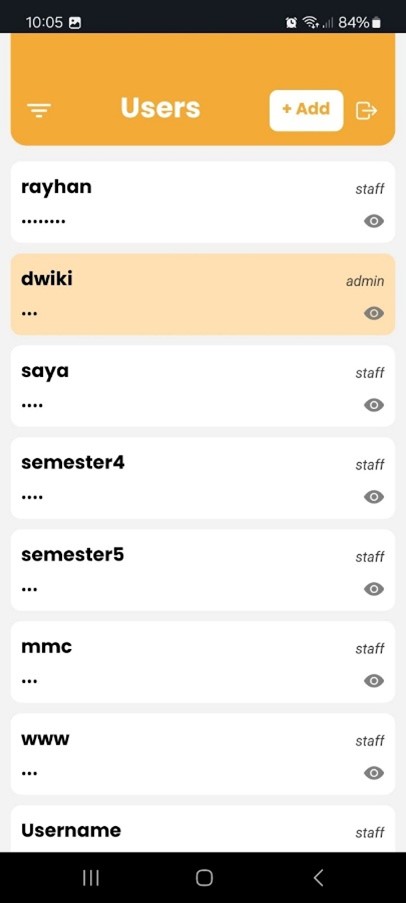 10:05
84%
Users
+ Add
rayhan
staff
••••••••
dwiki
admin
•••
saya
staff
••••
semester4
staff
••••
semester5
staff
•••
mmc
staff
•••
www
staff
•••
Username
staff